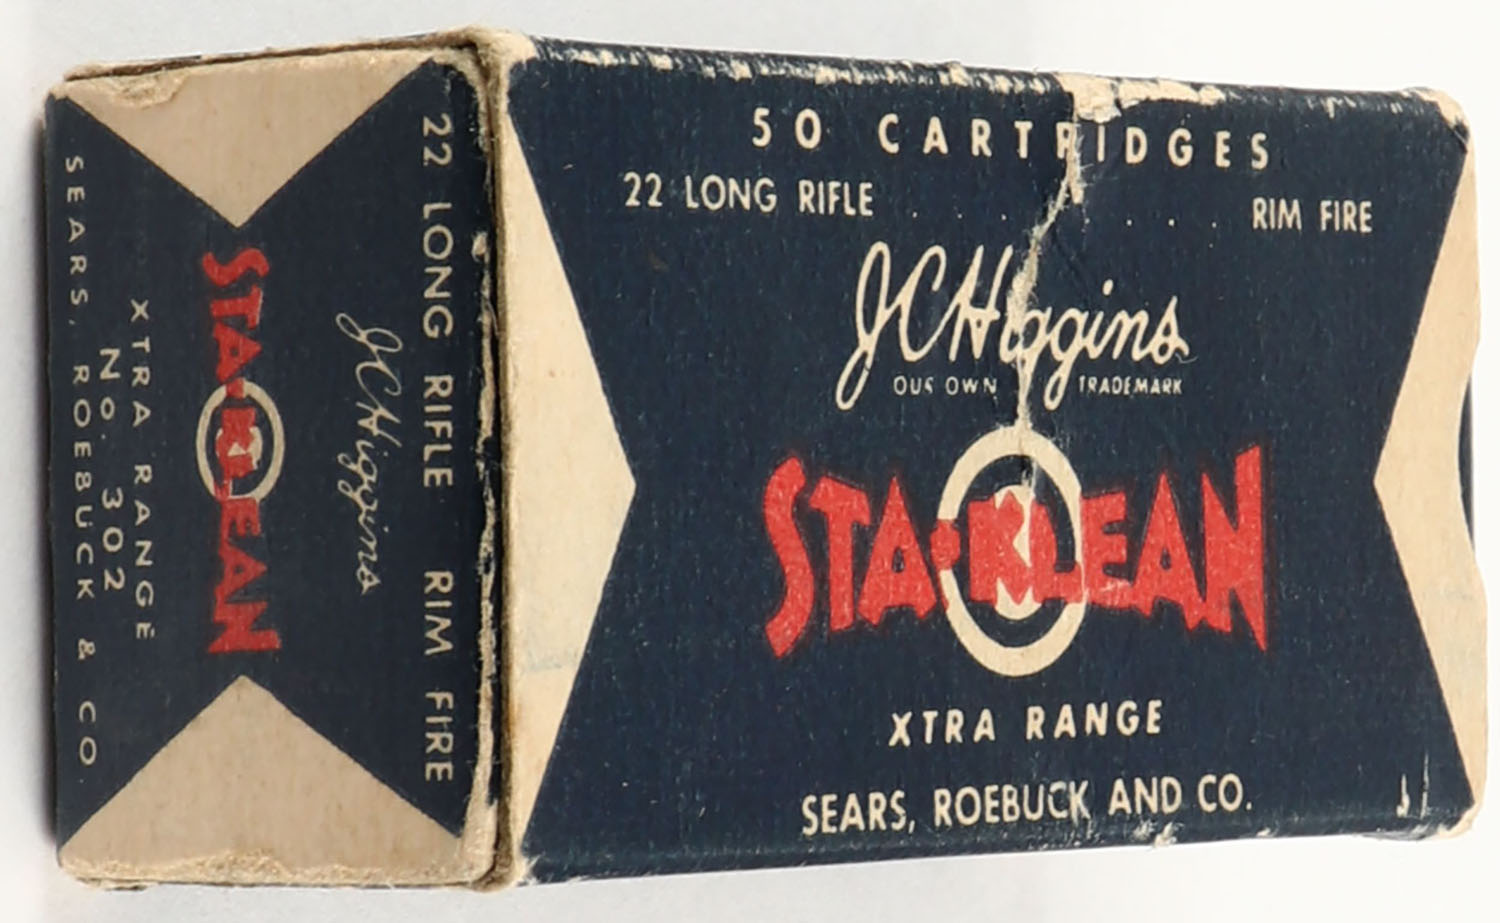 50 CARTRIDGES
22 LONG RIFLE . . . . . . . . RIM FIRE
JC Higgins
OUR OWN TRADEMARK
STA·KLEAN
XTRA RANGE
SEARS, ROEBUCK AND CO.
22 LONG RIFLE RIM FIRE
JC Higgins
STA·KLEAN
XTRA RANGE
No. 302
SEARS, ROEBUCK & CO.